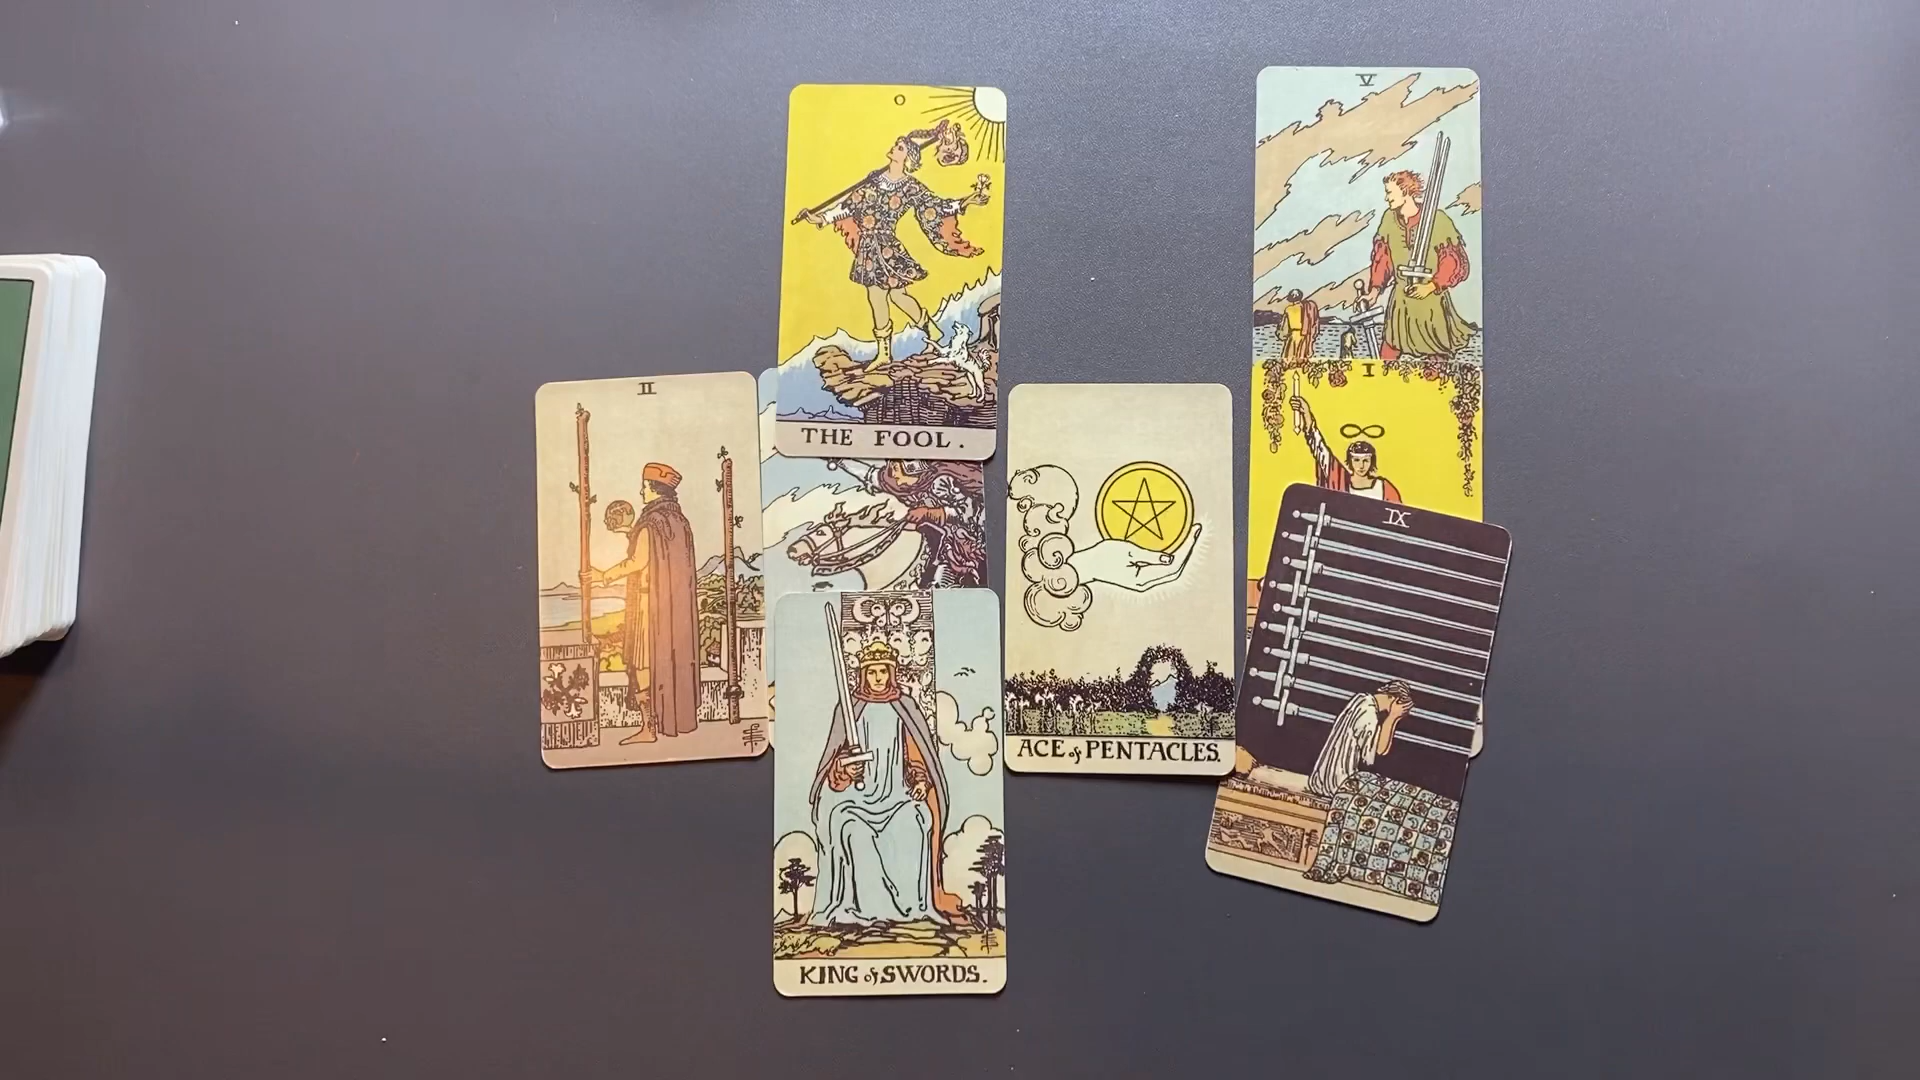 0
THE FOOL.
V
II
I
IX
ACE of PENTACLES.
KING of SWORDS.